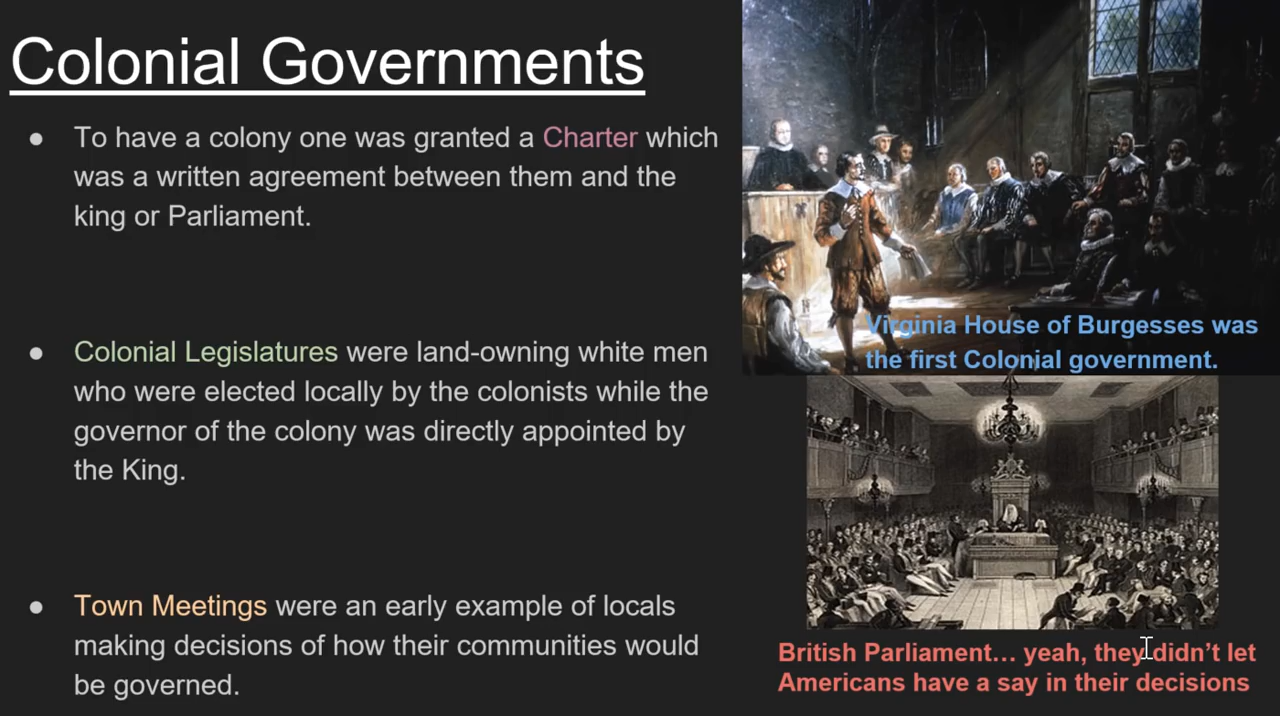 Colonial Governments
● To have a colony one was granted a Charter which
was a written agreement between them and the
king or Parliament.
● Colonial Legislatures were land-owning white men
who were elected locally by the colonists while the
governor of the colony was directly appointed by
the King.
● Town Meetings were an early example of locals
making decisions of how their communities would
be governed.
Virginia House of Burgesses was
the first Colonial government.
British Parliament… yeah, they didn’t let
Americans have a say in their decisions